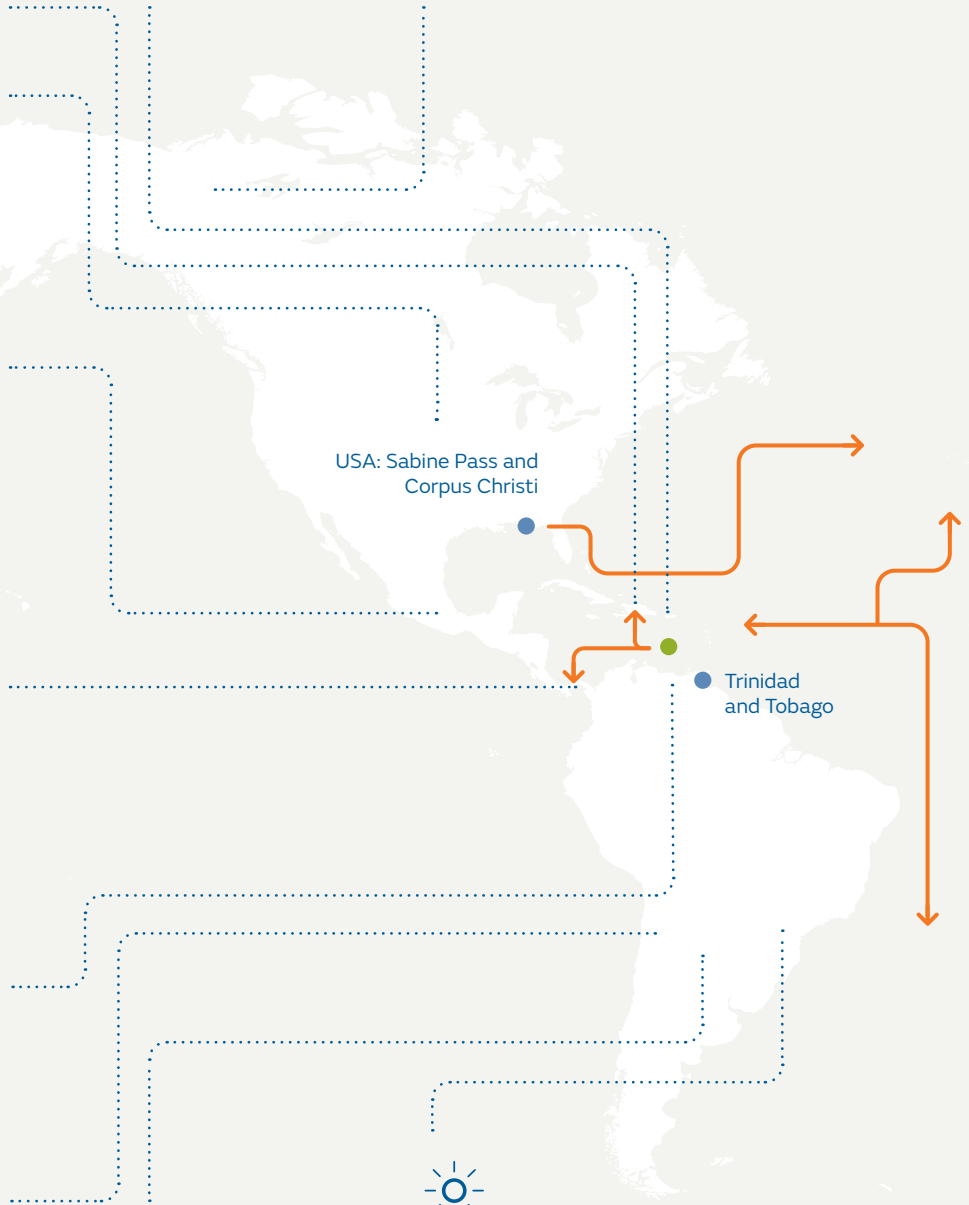 USA: Sabine Pass and
Corpus Christi
Trinidad
and Tobago